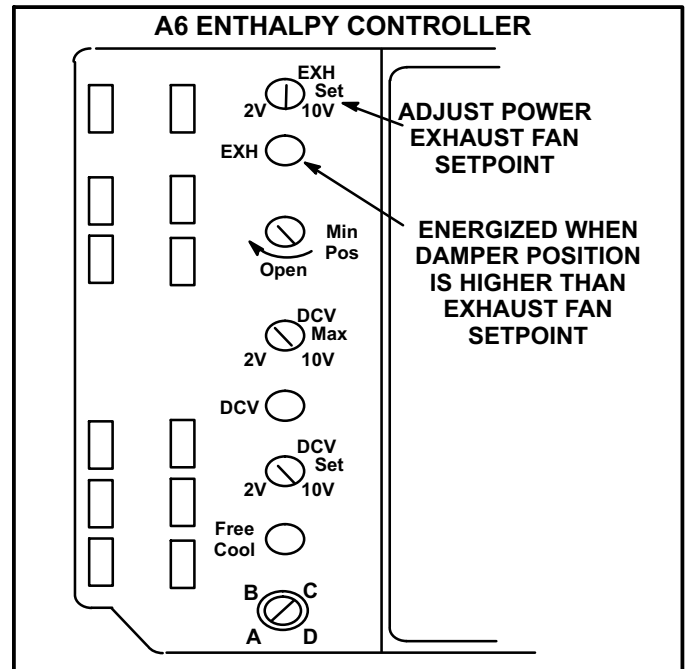 A6 ENTHALPY CONTROLLER
EXH
Set
2V 10V
ADJUST POWER
EXHAUST FAN
SETPOINT
EXH
ENERGIZED WHEN
DAMPER POSITION
IS HIGHER THAN
EXHAUST FAN
SETPOINT
Min
Pos
Open
DCV
Max
2V 10V
DCV
DCV
Set
2V 10V
Free
Cool
B C
A D